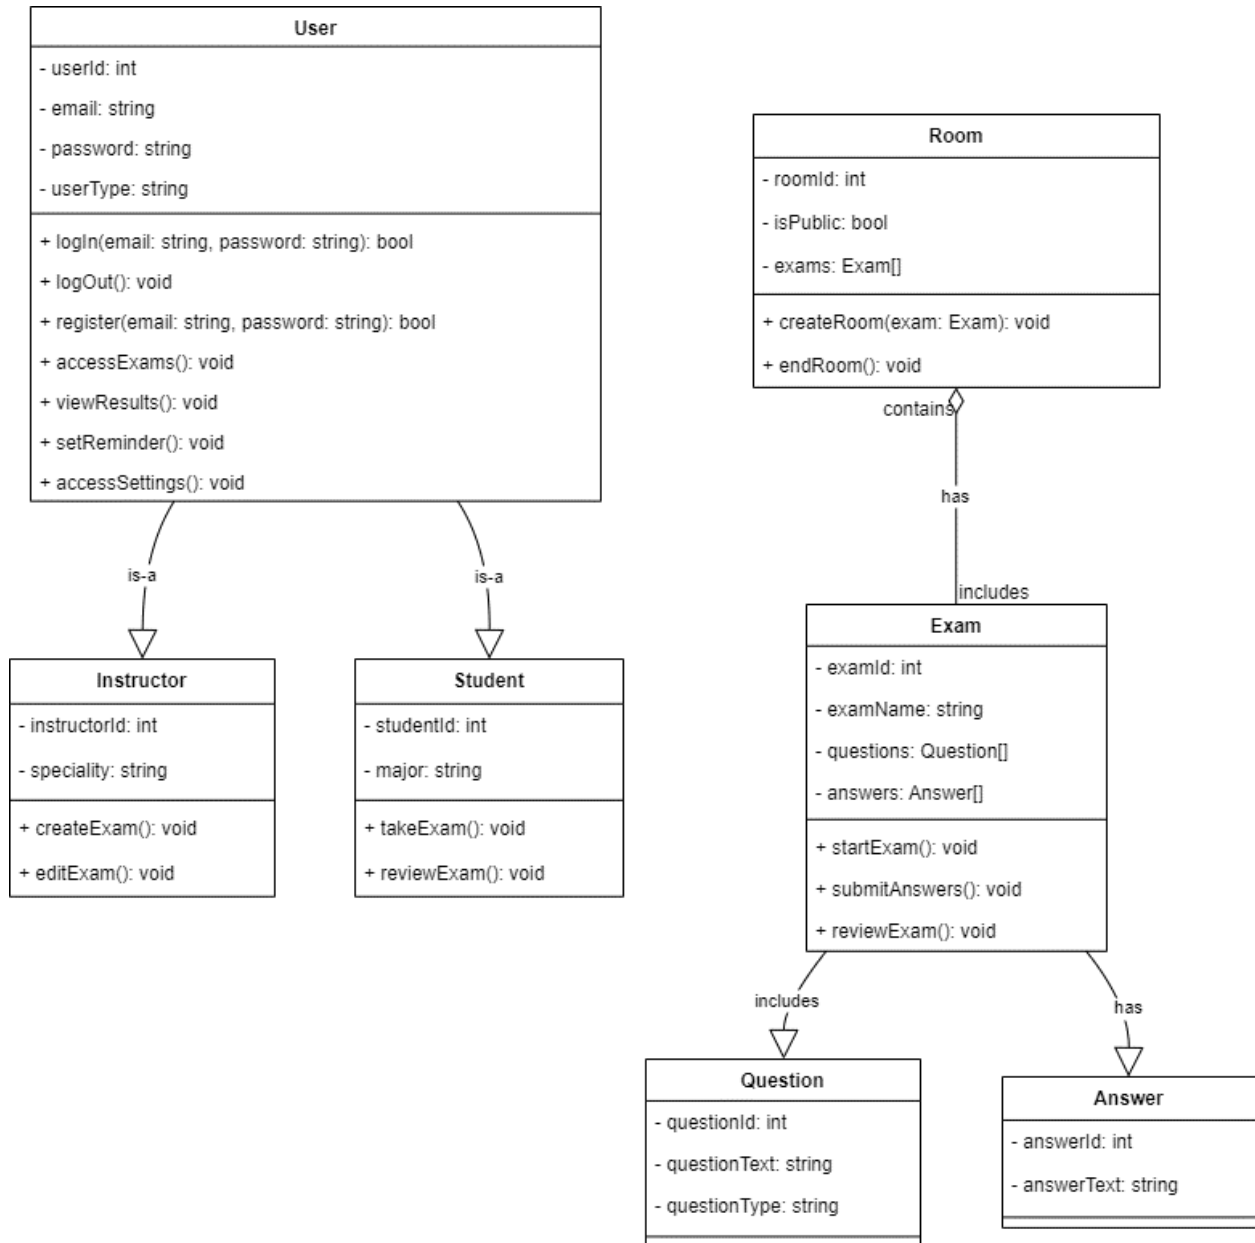 User
- userId: int
- email: string
- password: string
- userType: string
+ logIn(email: string, password: string): bool
+ logOut(): void
+ register(email: string, password: string): bool
+ accessExams(): void
+ viewResults(): void
+ setReminder(): void
+ accessSettings(): void
is-a
is-a
Instructor
- instructorId: int
- speciality: string
+ createExam(): void
+ editExam(): void
Student
- studentId: int
- major: string
+ takeExam(): void
+ reviewExam(): void
Room
- roomId: int
- isPublic: bool
- exams: Exam[]
+ createRoom(exam: Exam): void
+ endRoom(): void
contains
has
includes
Exam
- examId: int
- examName: string
- questions: Question[]
- answers: Answer[]
+ startExam(): void
+ submitAnswers(): void
+ reviewExam(): void
includes
has
Question
- questionId: int
- questionText: string
- questionType: string
Answer
- answerId: int
- answerText: string